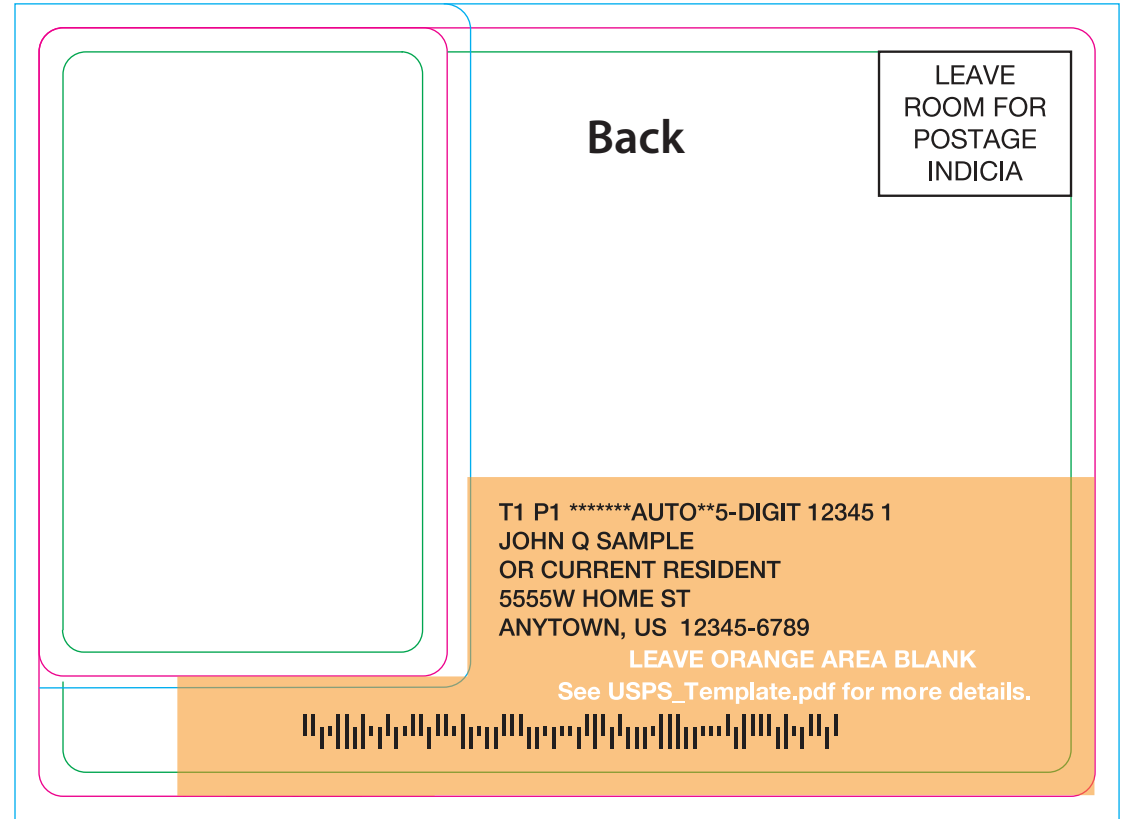 LEAVE
ROOM FOR
POSTAGE
INDICIA
Back
T1 P1 *******AUTO**5-DIGIT 12345 1
JOHN Q SAMPLE
OR CURRENT RESIDENT
5555W HOME ST
ANYTOWN, US  12345-6789
LEAVE ORANGE AREA BLANK
See USPS_Template.pdf for more details.